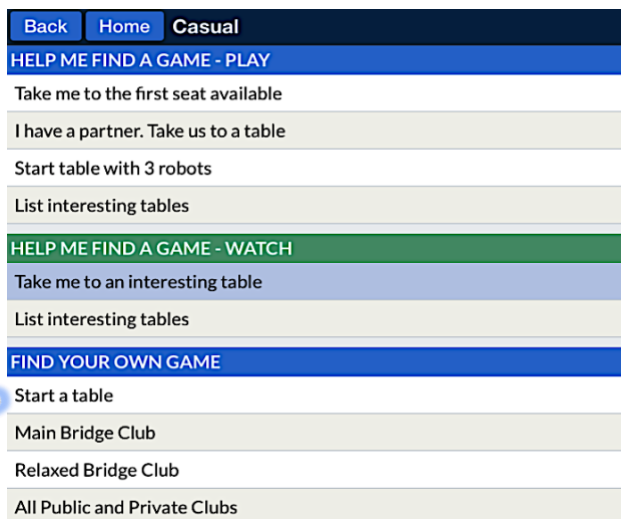 Back Home Casual
HELP ME FIND A GAME - PLAY
Take me to the first seat available
I have a partner. Take us to a table
Start table with 3 robots
List interesting tables
HELP ME FIND A GAME - WATCH
Take me to an interesting table
List interesting tables
FIND YOUR OWN GAME
Start a table
Main Bridge Club
Relaxed Bridge Club
All Public and Private Clubs